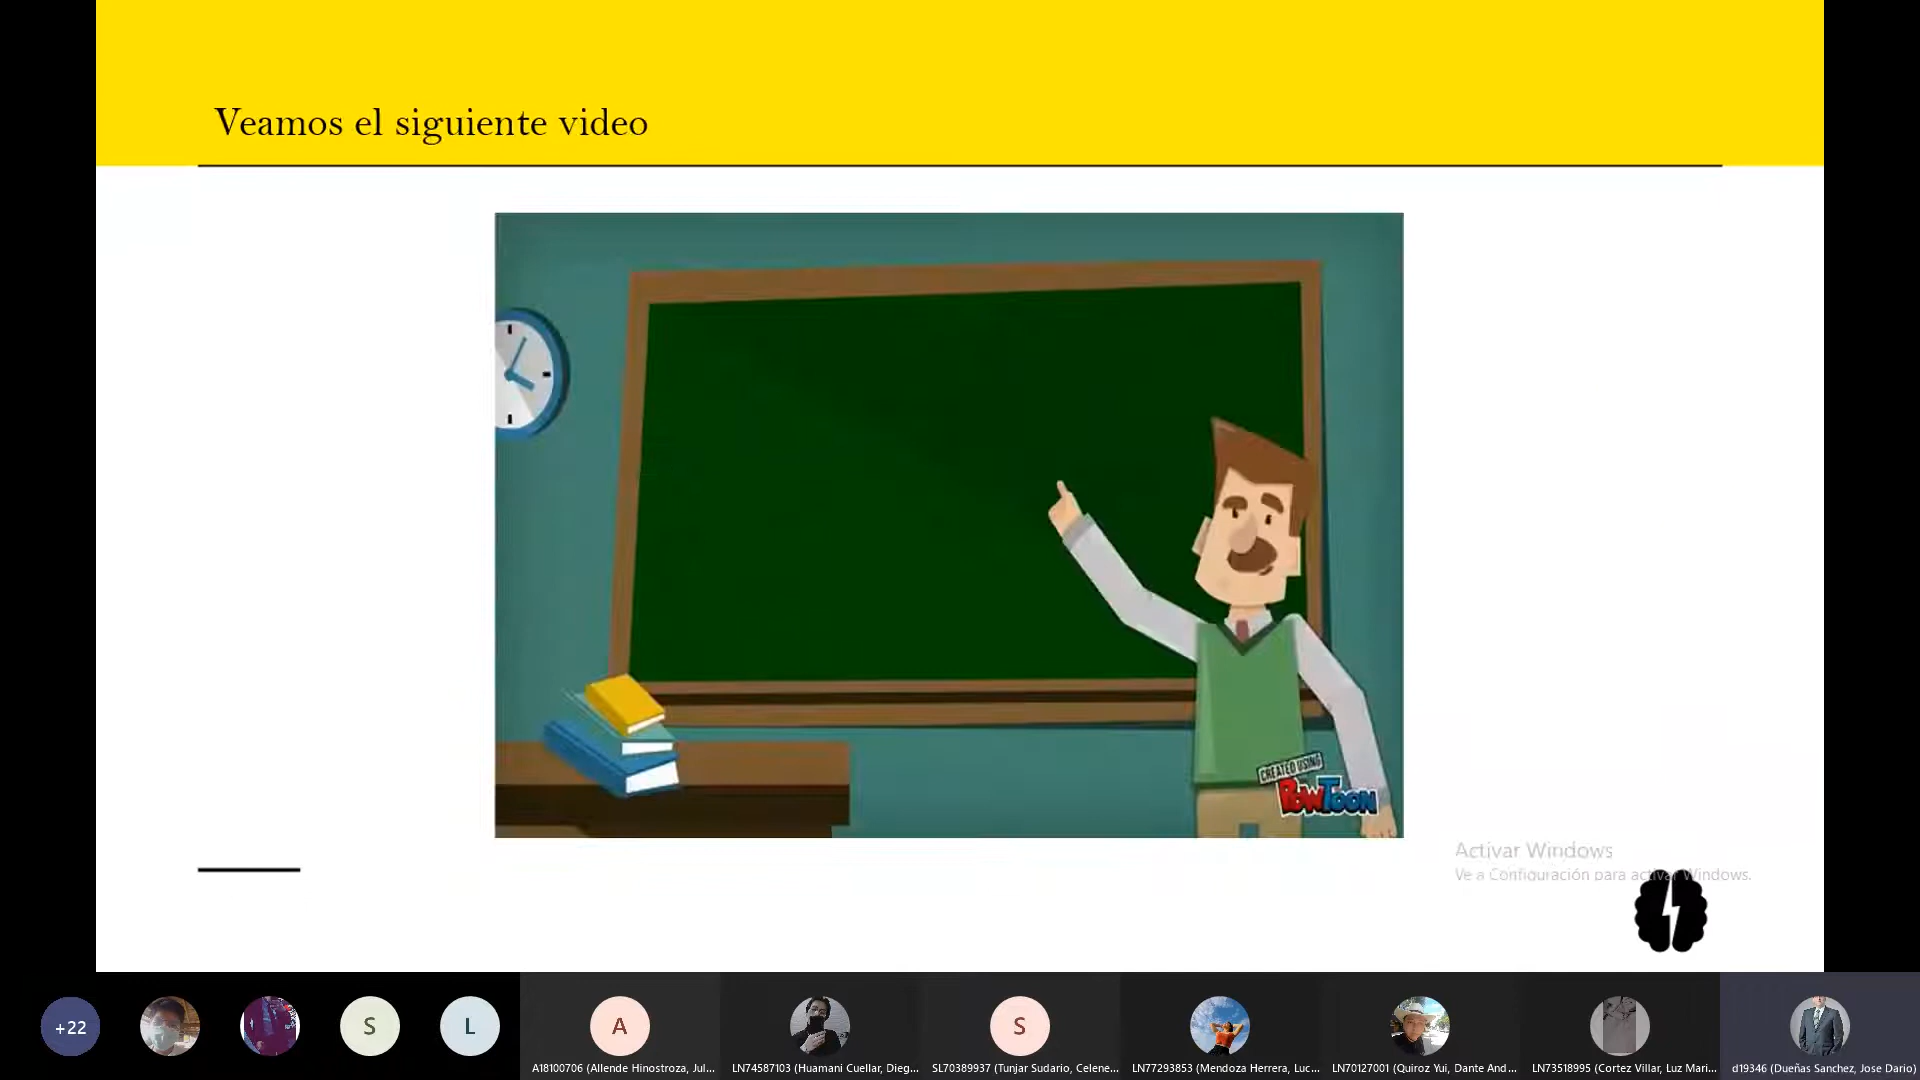 Veamos el siguiente video
CREATED USING
POWTOON
Activar Windows
Ve a Configuración para activar Windows.
+22
S
L
A
S
A18100706 (Allende Hinostroza, Jul...
LN74587103 (Huamani Cuellar, Dieg...
SL70389937 (Tunjar Sudario, Celene...
LN77293853 (Mendoza Herrera, Luc...
LN70127001 (Quiroz Yui, Dante And...
LN73518995 (Cortez Villar, Luz Mari...
d19346 (Dueñas Sanchez, Jose Dario)